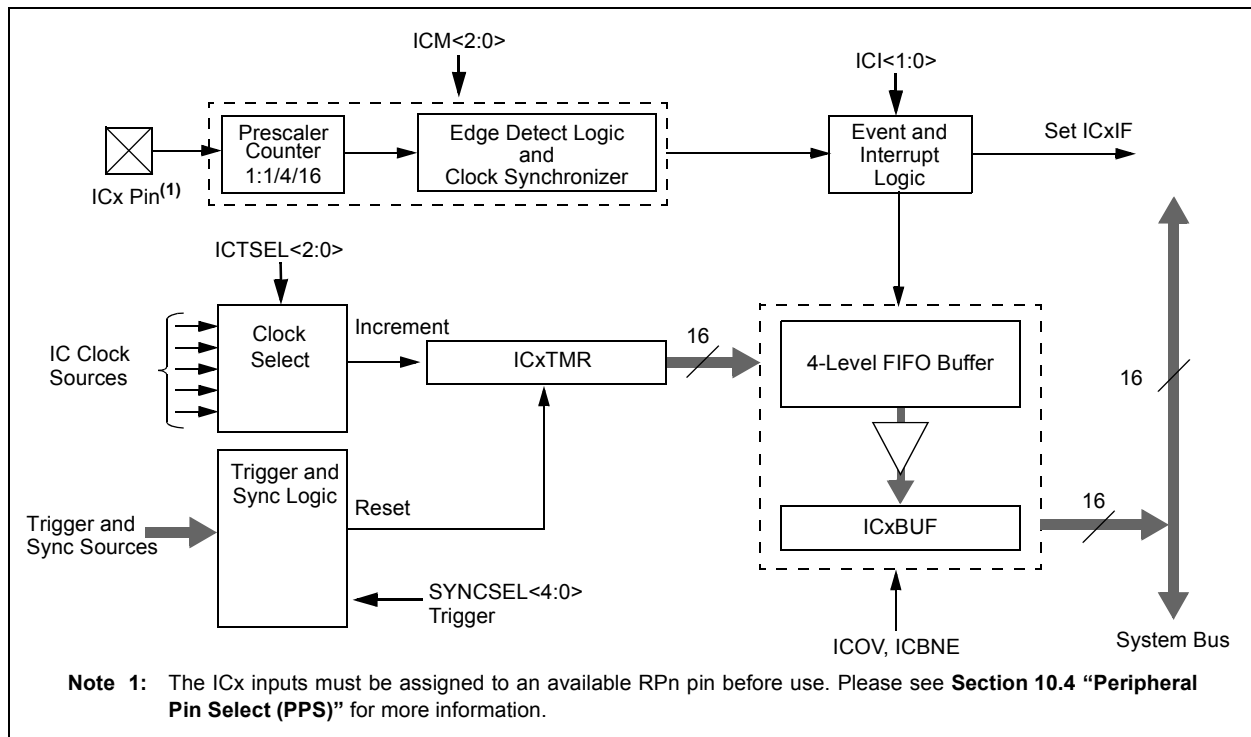 ICM<2:0>
ICI<1:0>
Prescaler
Counter
1:1/4/16
Edge Detect Logic
and
Clock Synchronizer
Event and
Interrupt
Logic
Set ICxIF
ICx Pin(1)
ICTSEL<2:0>
IC Clock
Sources
Clock
Select
Increment
ICxTMR
16
4-Level FIFO Buffer
16
Trigger and
Sync Logic
Reset
Trigger and
Sync Sources
ICxBUF
16
SYNCSEL<4:0>
Trigger
ICOV, ICBNE
System Bus
Note 1: The ICx inputs must be assigned to an available RPn pin before use. Please see Section 10.4 “Peripheral
Pin Select (PPS)” for more information.